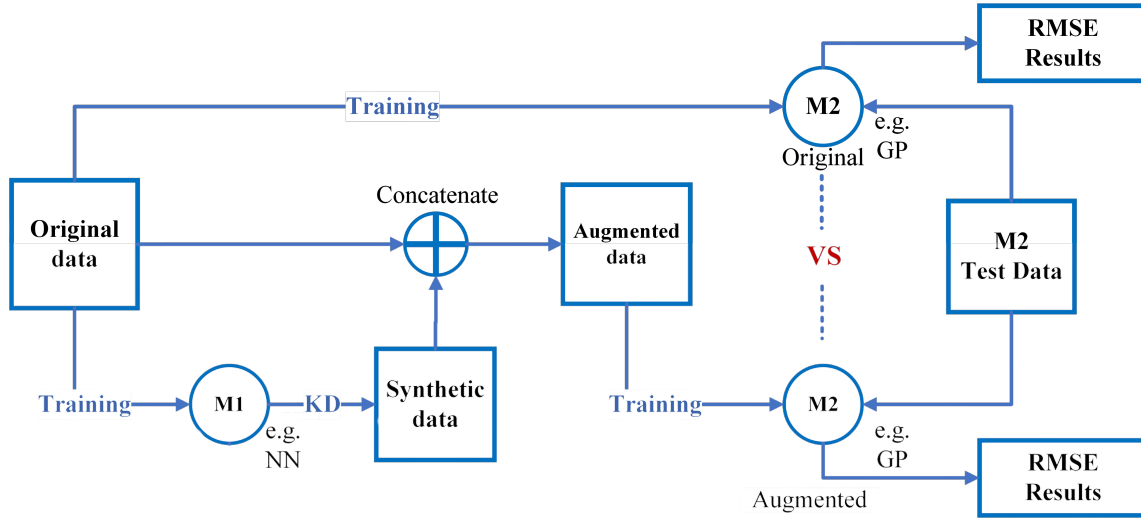 RMSE
Results
Training
M2
e.g.
GP
Original
Concatenate
Original
data
Augmented
data
VS
M2
Test Data
Training
M1
e.g.
NN
KD
Synthetic
data
Training
M2
e.g.
GP
Augmented
RMSE
Results